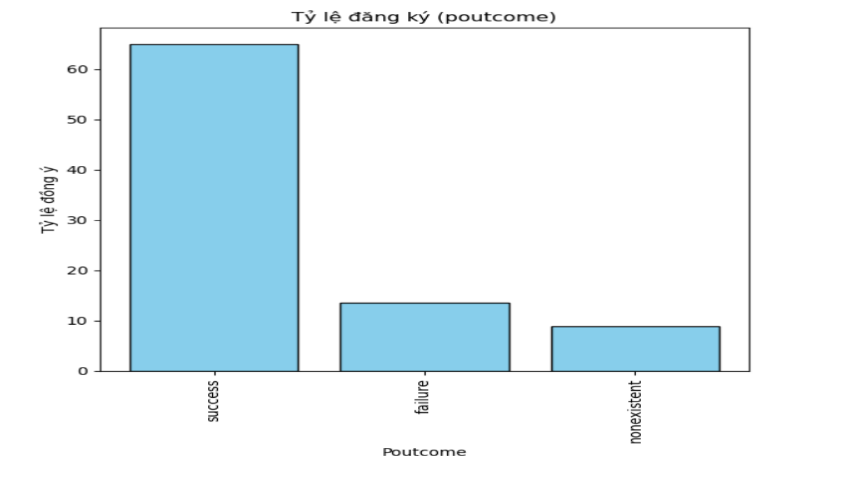 Tỷ lệ đăng ký (poutcome)
Tỷ lệ đồng ý
60
50
40
30
20
10
0
success
failure
nonexistent
Poutcome